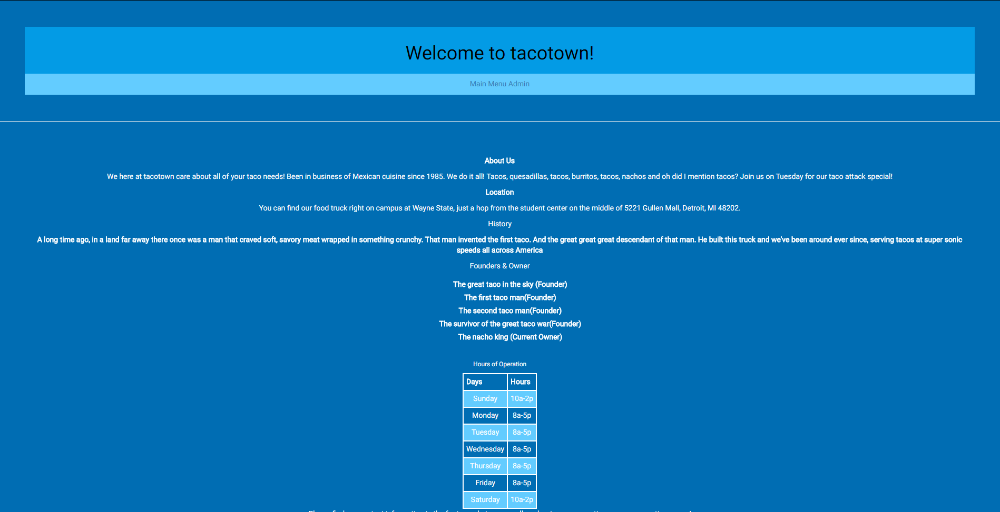 Welcome to tacotown!
Main Menu Admin
About Us
We here at tacotown care about all of your taco needs! Been in business of Mexican cuisine since 1985. We do it all! Tacos, quesadillas, tacos, burritos, tacos, nachos and oh did I mention tacos? Join us on Tuesday for our taco attack special!
Location
You can find our food truck right on campus at Wayne State, just a hop from the student center on the middle of 5221 Gullen Mall, Detroit, MI 48202.
History
A long time ago, in a land far away there once was a man that craved soft, savory meat wrapped in something crunchy. That man invented the first taco. And the great great great descendant of that man. He built this truck and we've been around ever since, serving tacos at super sonic
speeds all across America
Founders & Owner
The great taco in the sky (Founder)
The first taco man(Founder)
The second taco man(Founder)
The survivor of the great taco war(Founder)
The nacho king (Current Owner)
Hours of Operation
Days Hours
Sunday 10a-2p
Monday 8a-5p
Tuesday 8a-5p
Wednesday 8a-5p
Thursday 8a-5p
Friday 8a-5p
Saturday 10a-2p